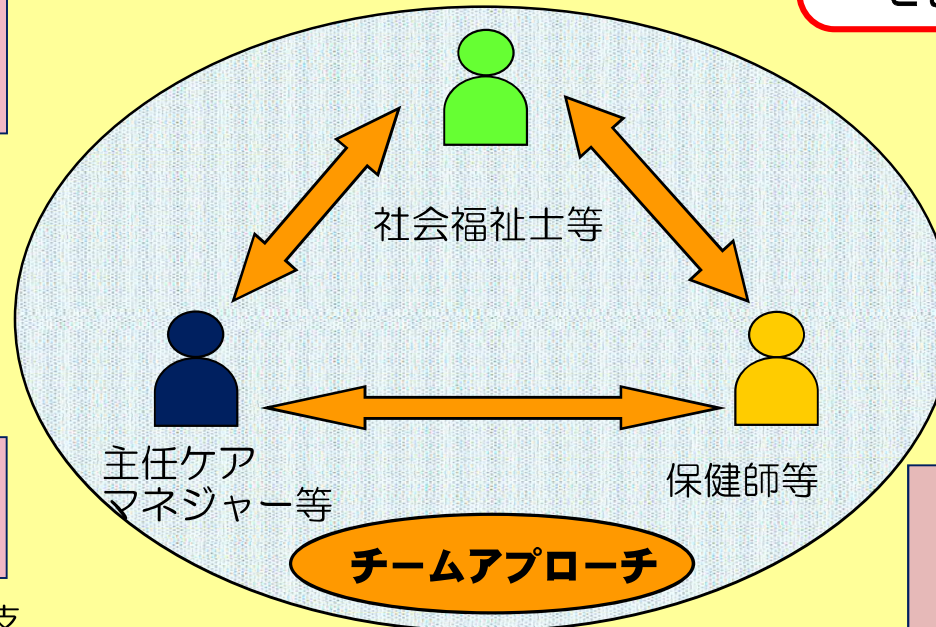 社会福祉士等
主任ケア
マネジャー等
保健師等
チームアプローチ
支